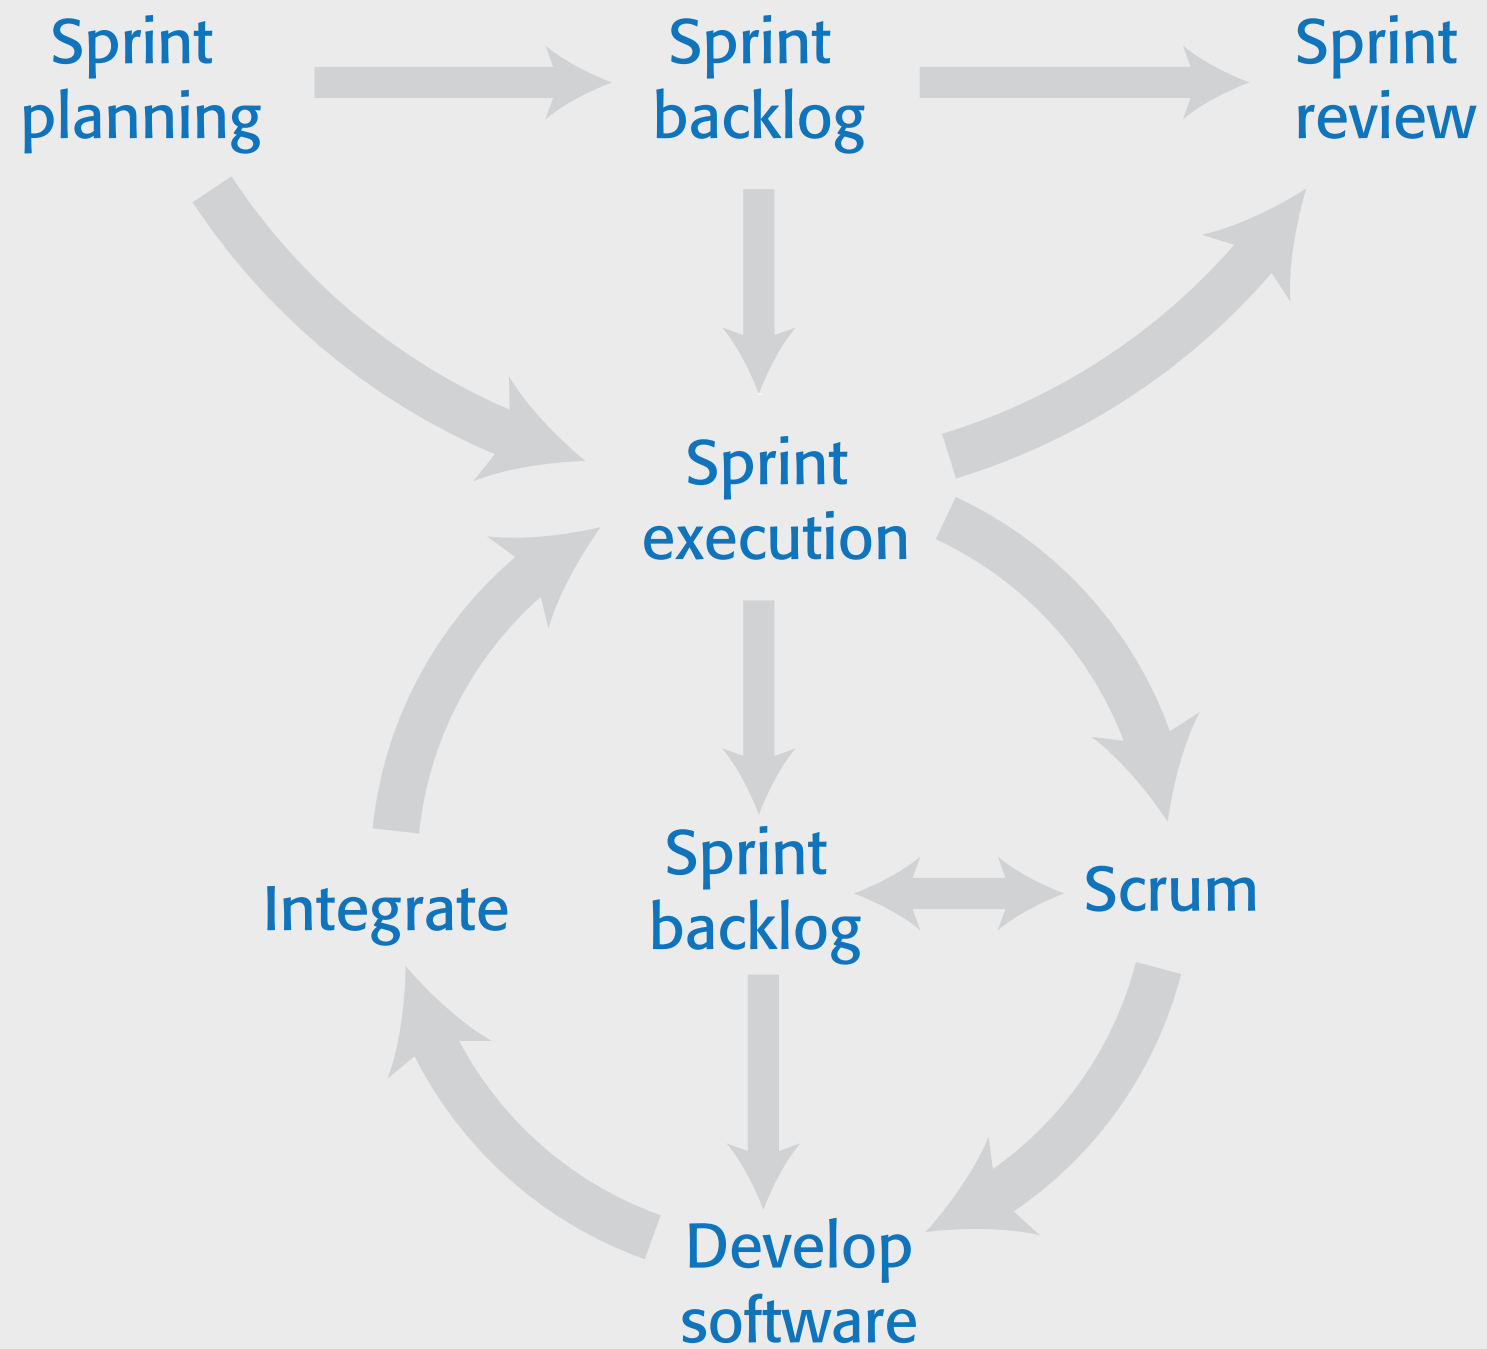 Sprint
planning
Sprint
backlog
Sprint
review
Sprint
execution
Sprint
backlog
Scrum
Integrate
Develop
software